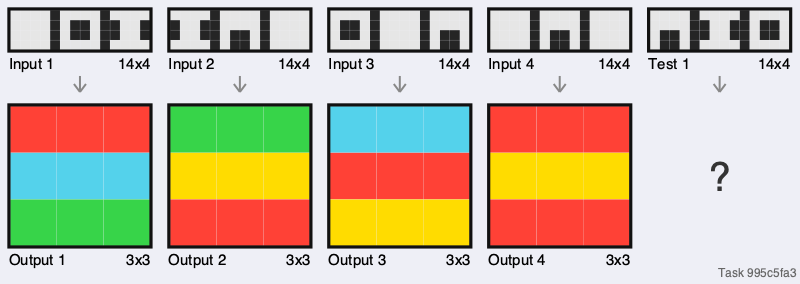 Input 1 14x4
Input 2 14x4
Input 3 14x4
Input 4 14x4
Test 1 14x4
?
Output 1 3x3
Output 2 3x3
Output 3 3x3
Output 4 3x3
Task 995c5fa3